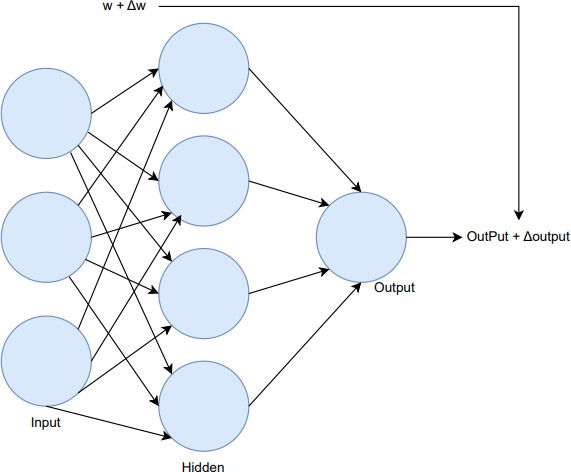 w + Δw
OutPut + Δoutput
Output
Input
Hidden